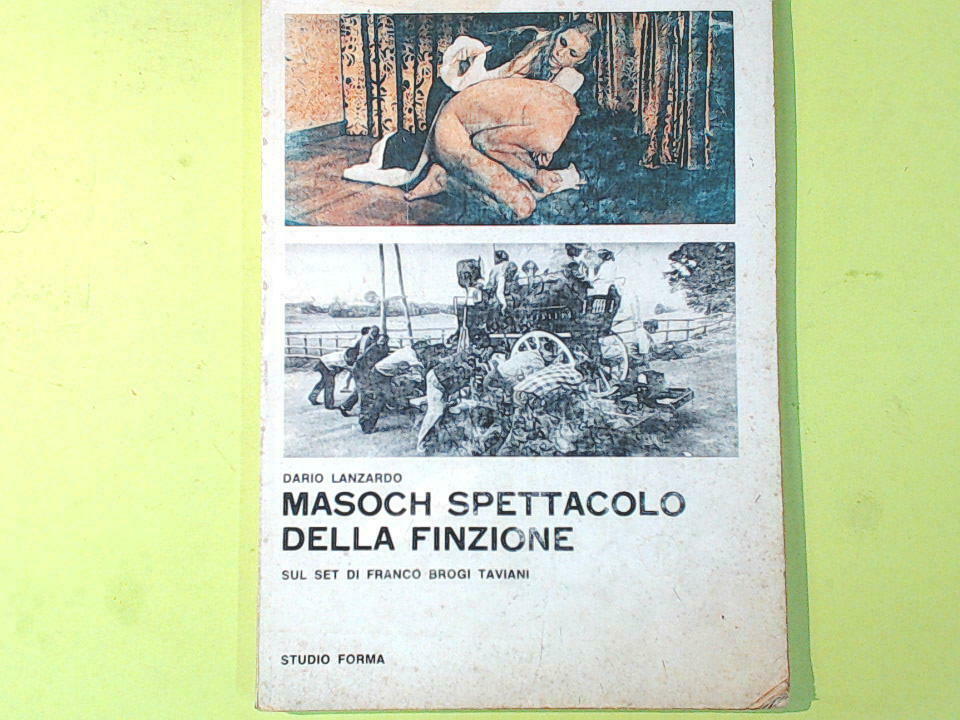 DARIO LANZARDO
MASOCH SPETTACOLO
DELLA FINZIONE
SUL SET DI FRANCO BROGI TAVIANI
STUDIO FORMA